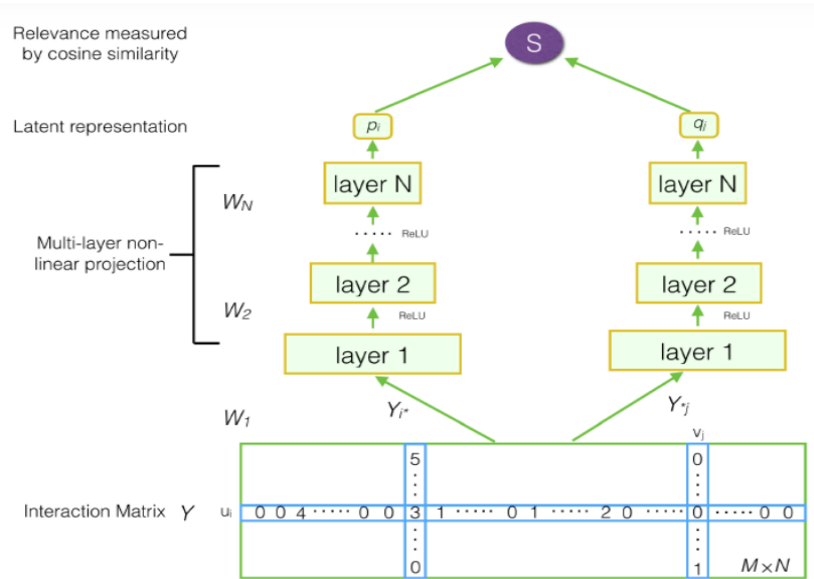 Relevance measured
by cosine similarity
S
Latent representation
pᵢ
qⱼ
layer N
layer N
W_N
······ ReLU
······ ReLU
Multi-layer non-
linear projection
layer 2
layer 2
W₂
ReLU
ReLU
layer 1
layer 1
Yᵢ*
Y*ⱼ
W₁
vⱼ
5
0
Interaction Matrix Y uᵢ 0 0 4 ······ 0 0 3 1 ······ 0 1 ······ 2 0 ······ 0 ······ 0 0
0
1
M×N